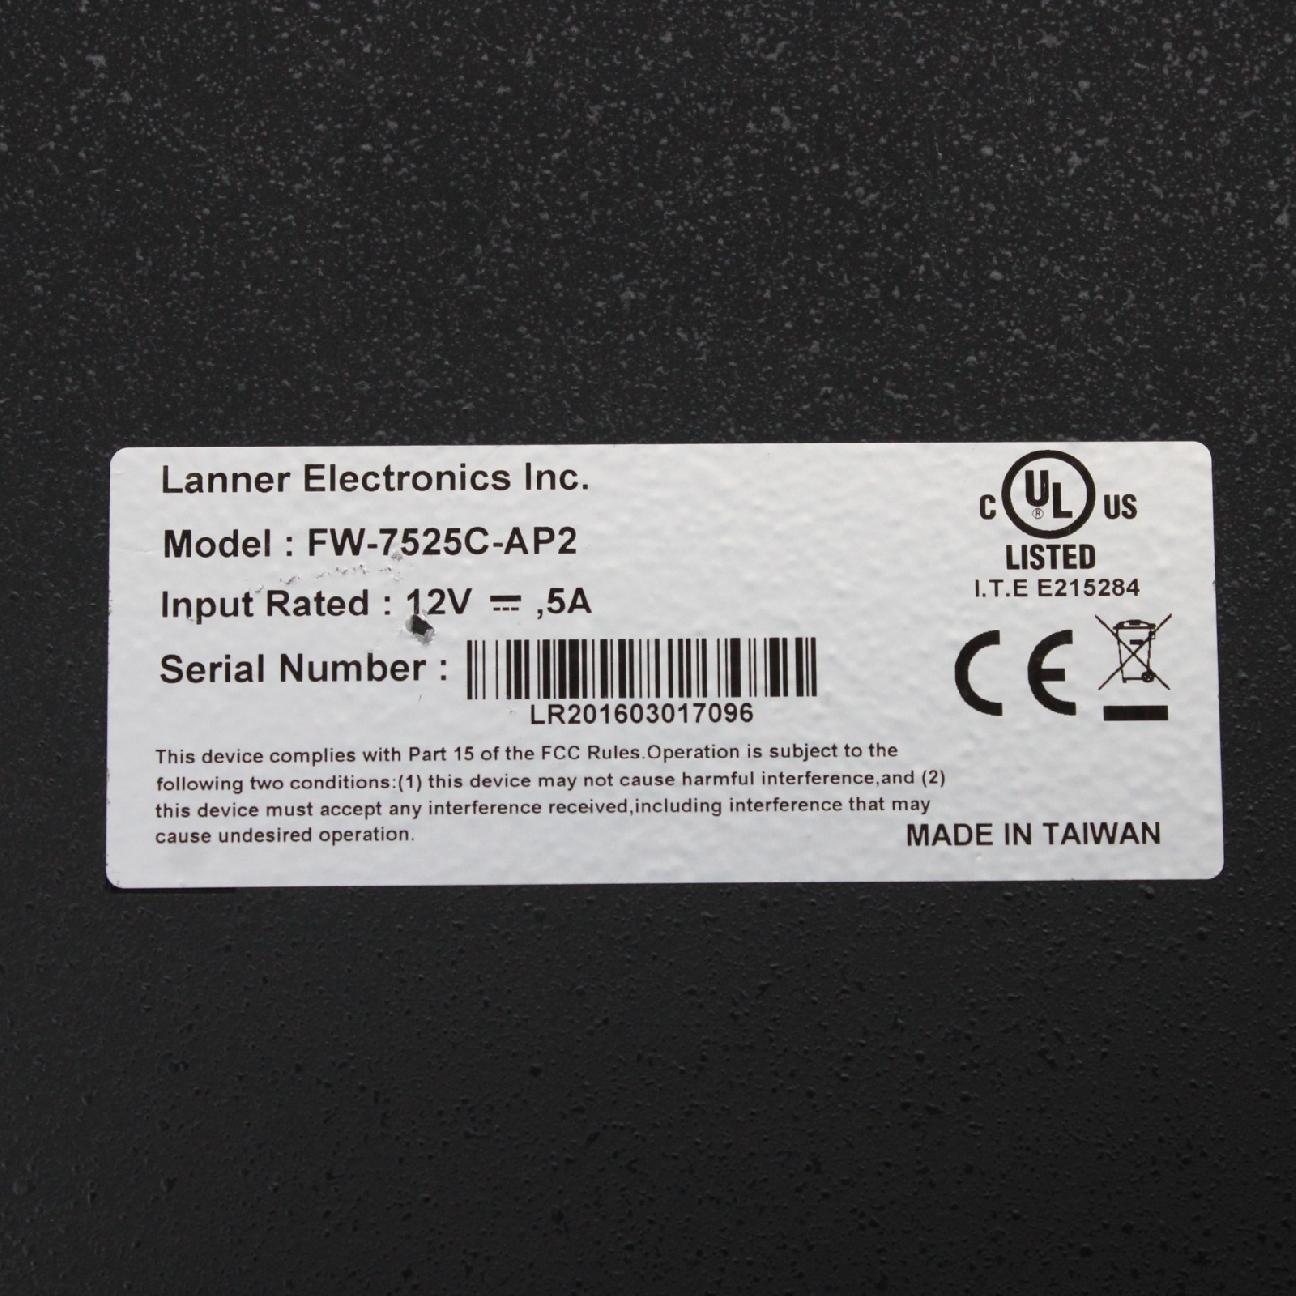 Lanner Electronics Inc.
Model : FW-7525C-AP2
Input Rated : 12V ⎓ ,5A
Serial Number :
LR201603017096
This device complies with Part 15 of the FCC Rules.Operation is subject to the
following two conditions:(1) this device may not cause harmful interference,and (2)
this device must accept any interference received,including interference that may
cause undesired operation.
C UL ® US
LISTED
I.T.E E215284
CE
MADE IN TAIWAN